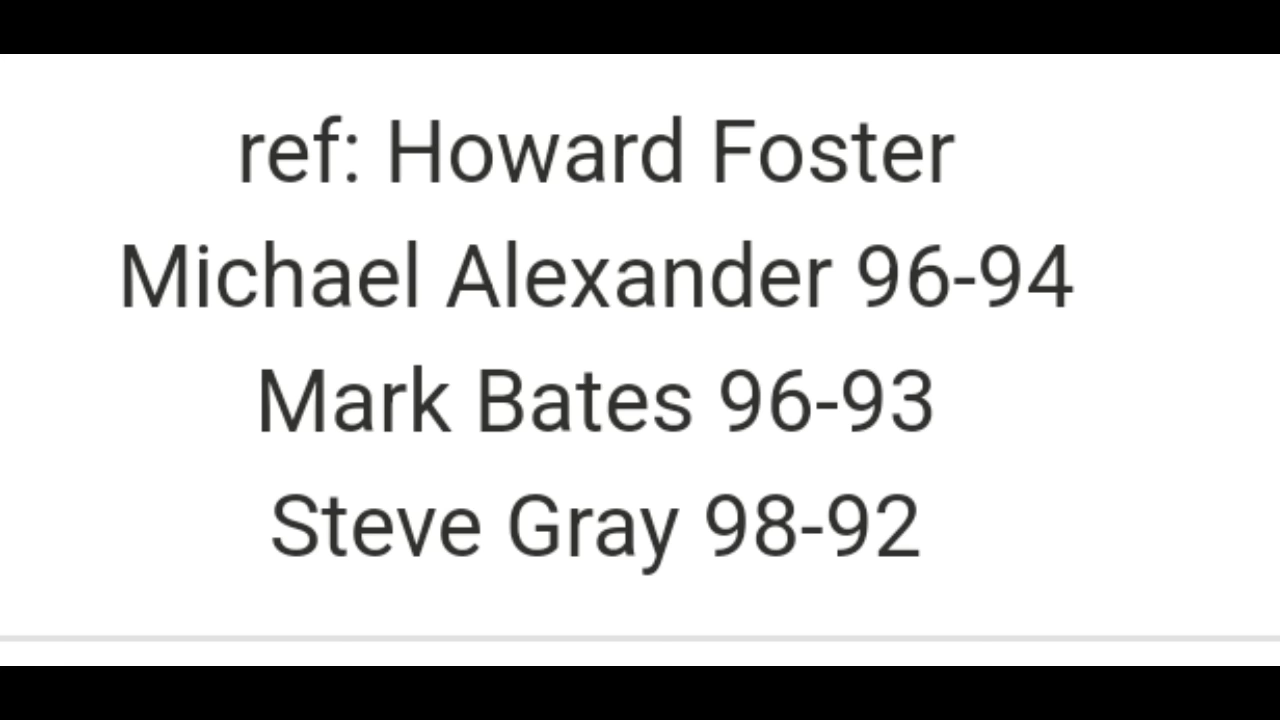 ref: Howard Foster
Michael Alexander 96-94
Mark Bates 96-93
Steve Gray 98-92